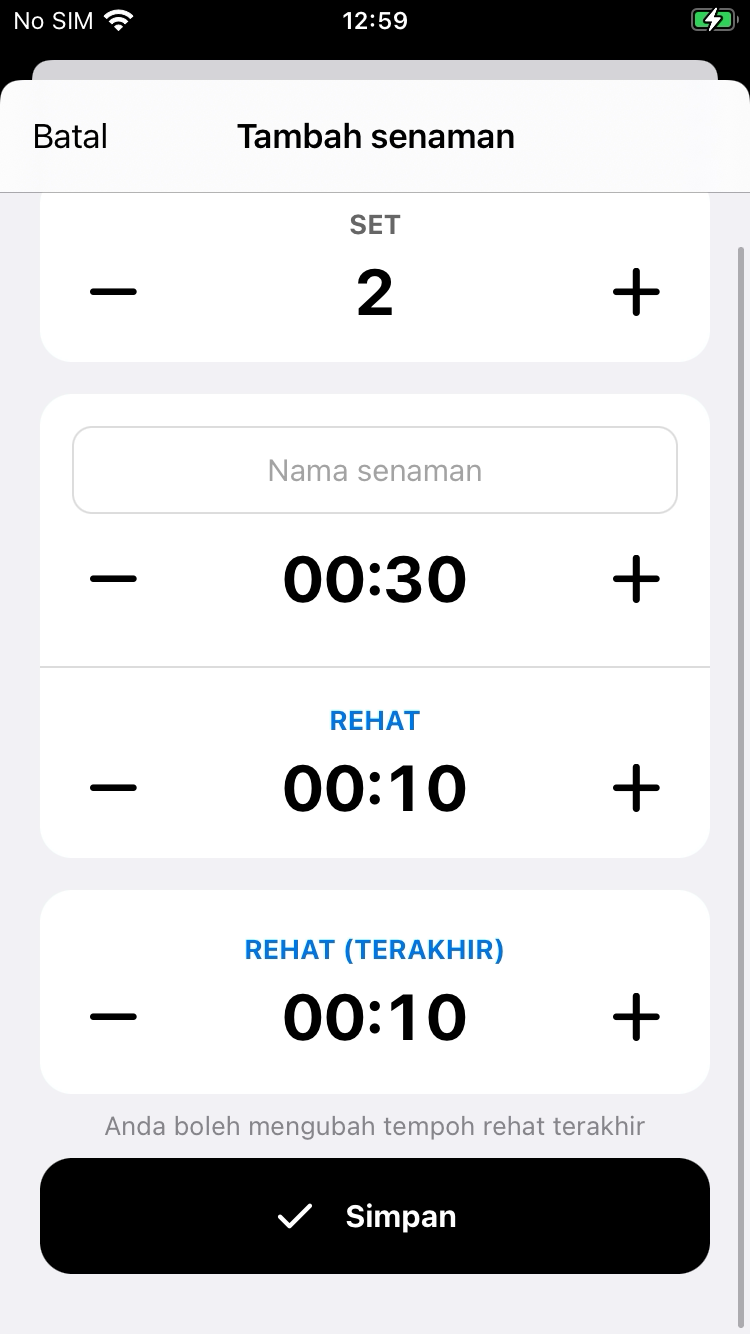 No SIM 12:59
Batal Tambah senaman
SET
2
Nama senaman
00:30
REHAT
00:10
REHAT (TERAKHIR)
00:10
Anda boleh mengubah tempoh rehat terakhir
Simpan